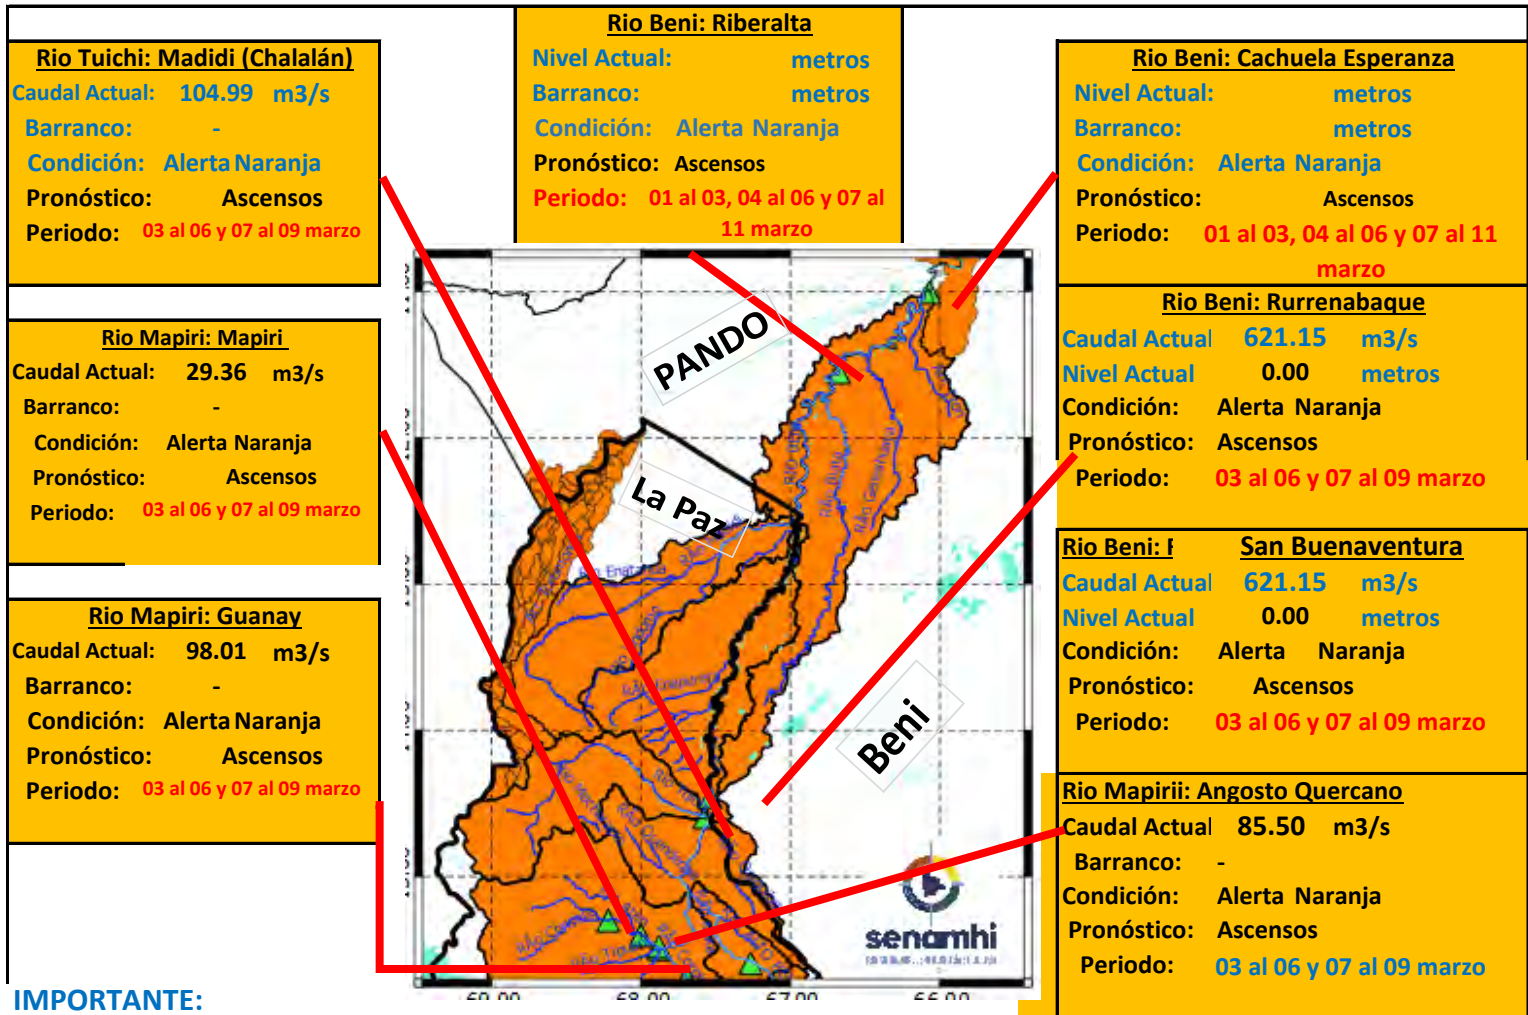 Rio Tuichi: Madidi (Chalalán)
Caudal Actual: 104.99 m3/s
Barranco: -
Condición: Alerta Naranja
Pronóstico: Ascensos
Periodo: 03 al 06 y 07 al 09 marzo
Rio Mapiri: Mapiri
Caudal Actual: 29.36 m3/s
Barranco: -
Condición: Alerta Naranja
Pronóstico: Ascensos
Periodo: 03 al 06 y 07 al 09 marzo
Rio Mapiri: Guanay
Caudal Actual: 98.01 m3/s
Barranco: -
Condición: Alerta Naranja
Pronóstico: Ascensos
Periodo: 03 al 06 y 07 al 09 marzo
Rio Beni: Riberalta
Nivel Actual: metros
Barranco: metros
Condición: Alerta Naranja
Pronóstico: Ascensos
Periodo: 01 al 03, 04 al 06 y 07 al
11 marzo
PANDO
La Paz
Beni
senamhi
69.00 68.00 67.00 66.00
Rio Beni: Cachuela Esperanza
Nivel Actual: metros
Barranco: metros
Condición: Alerta Naranja
Pronóstico: Ascensos
Periodo: 01 al 03, 04 al 06 y 07 al 11
marzo
Rio Beni: Rurrenabaque
Caudal Actual 621.15 m3/s
Nivel Actual 0.00 metros
Condición: Alerta Naranja
Pronóstico: Ascensos
Periodo: 03 al 06 y 07 al 09 marzo
Rio Beni: San Buenaventura
Caudal Actual 621.15 m3/s
Nivel Actual 0.00 metros
Condición: Alerta Naranja
Pronóstico: Ascensos
Periodo: 03 al 06 y 07 al 09 marzo
Rio Mapirii: Angosto Quercano
Caudal Actual 85.50 m3/s
Barranco: -
Condición: Alerta Naranja
Pronóstico: Ascensos
Periodo: 03 al 06 y 07 al 09 marzo
IMPORTANTE: